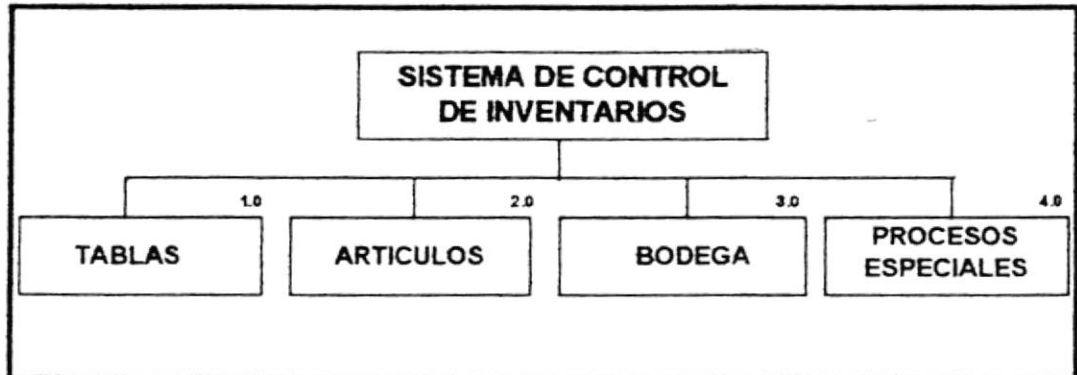 SISTEMA DE CONTROL
DE INVENTARIOS
1.0
TABLAS
2.0
ARTICULOS
3.0
BODEGA
4.0
PROCESOS
ESPECIALES